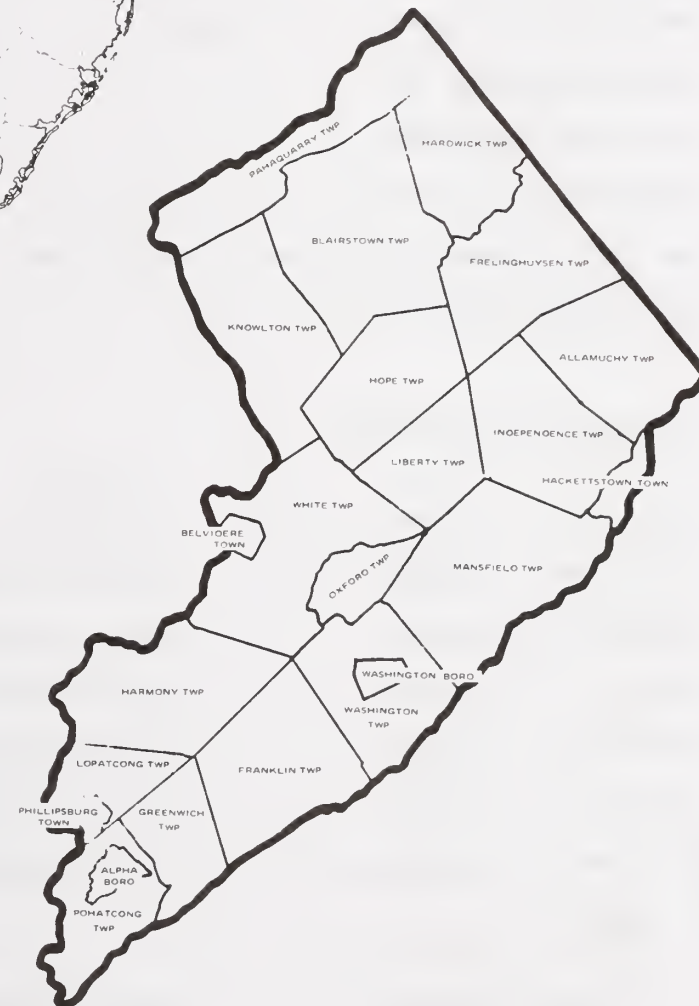 PAHAQUARRY TWP
HARDWICK TWP
BLAIRSTOWN TWP
FRELINGHUYSEN TWP
KNOWLTON TWP
ALLAMUCHY TWP
HOPE TWP
INDEPENDENCE TWP
LIBERTY TWP
HACKETTSTOWN TOWN
WHITE TWP
BELVIDERE
TOWN
OXFORD TWP
MANSFIELD TWP
WASHINGTON BORO
HARMONY TWP
WASHINGTON
TWP
LOPATCONG TWP
FRANKLIN TWP
PHILLIPSBURG
TOWN
GREENWICH
TWP
ALPHA
BORO
POHATCONG
TWP